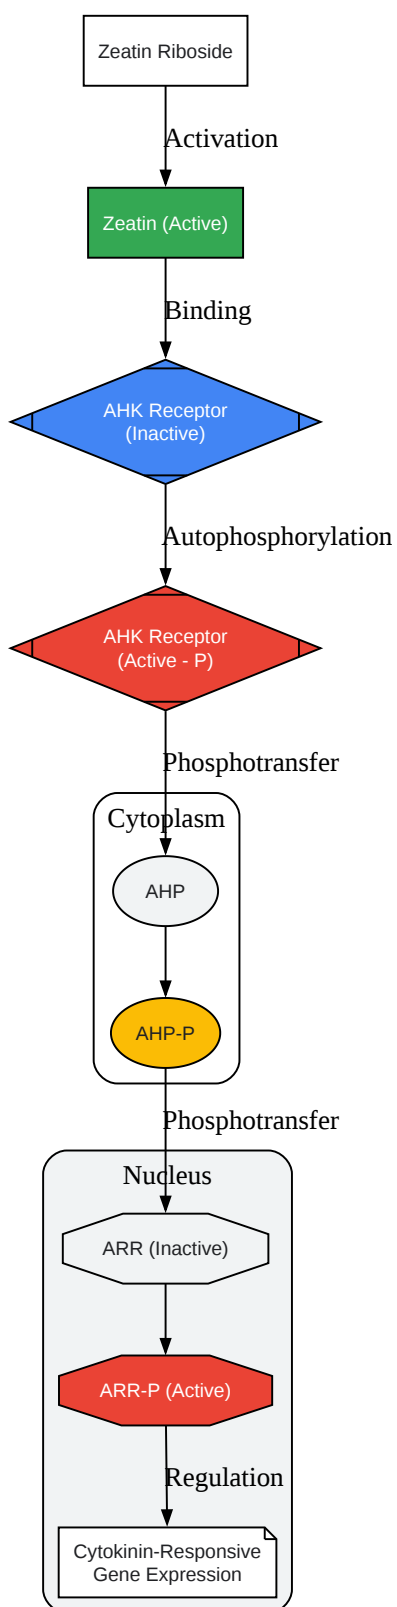 Zeatin Riboside
Activation
Zeatin (Active)
Binding
AHK Receptor
(Inactive)
Autophosphorylation
AHK Receptor
(Active - P)
Phosphotransfer
Cytoplasm
AHP
AHP-P
Phosphotransfer
Nucleus
ARR (Inactive)
ARR-P (Active)
Regulation
Cytokinin-Responsive
Gene Expression